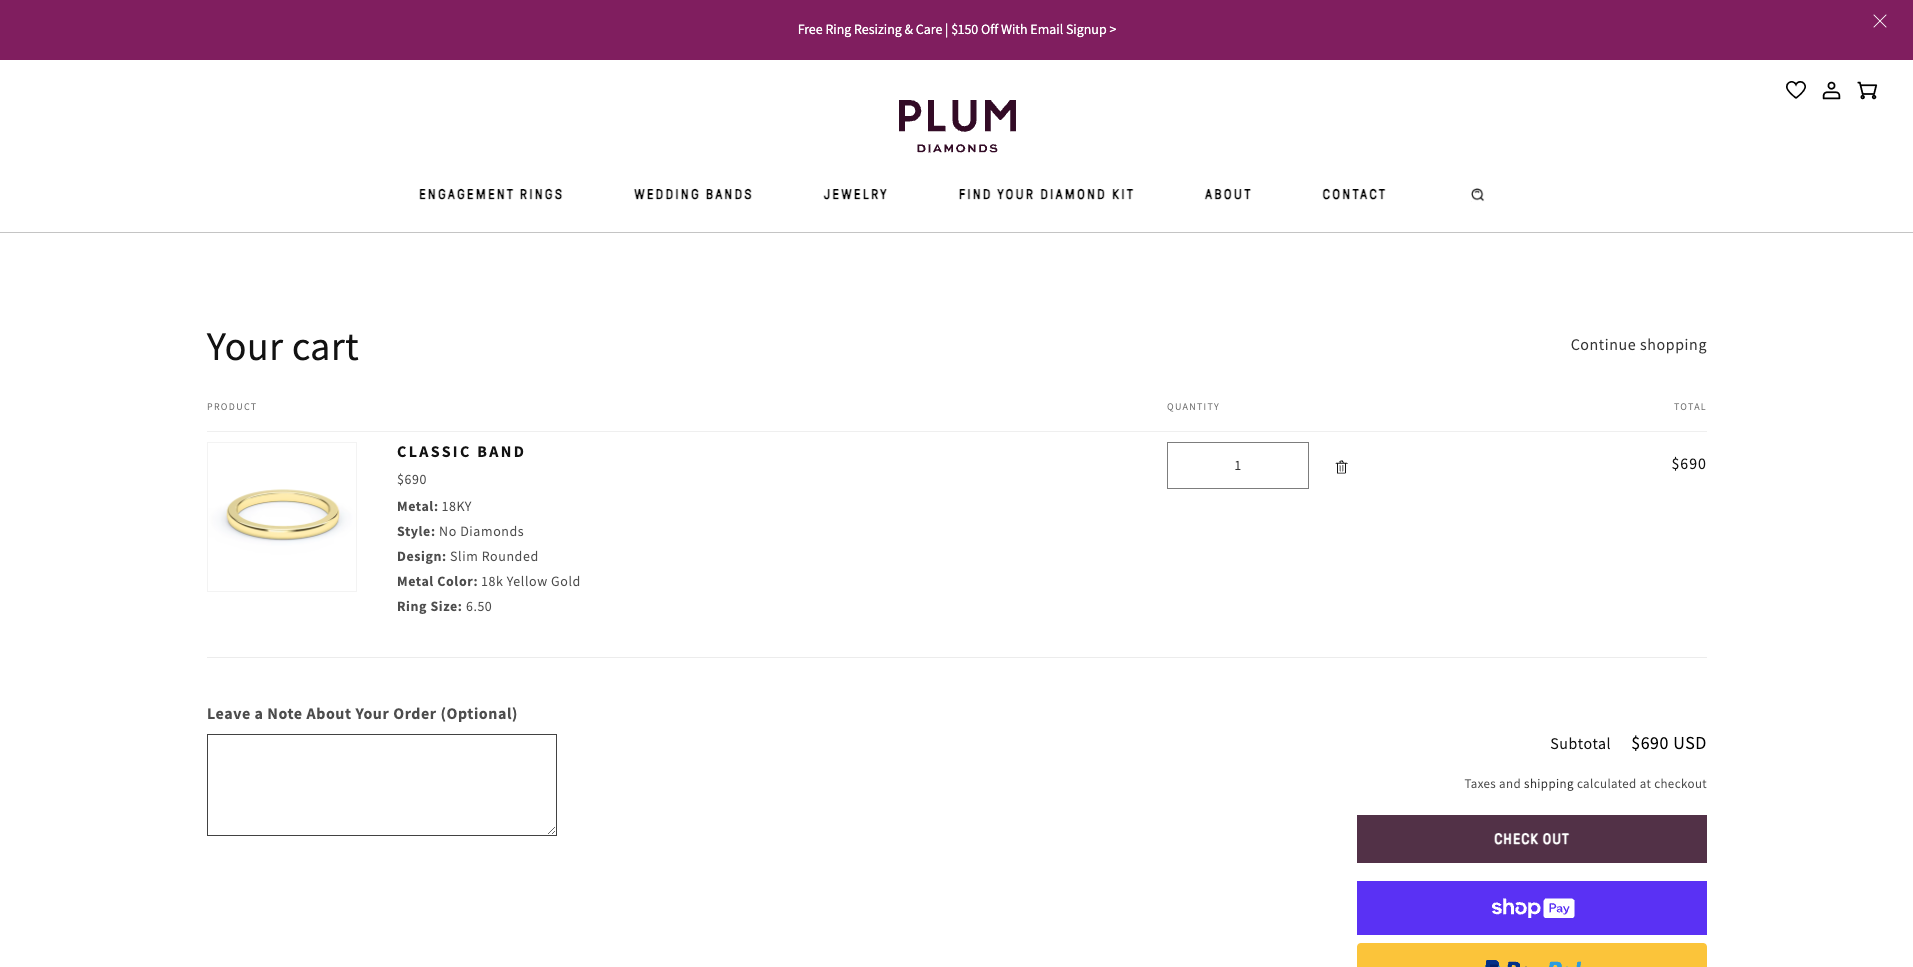 Free Ring Resizing & Care | $150 Off With Email Signup >
PLUM
DIAMONDS
ENGAGEMENT RINGS WEDDING BANDS JEWELRY FIND YOUR DIAMOND KIT ABOUT CONTACT
Your cart
Continue shopping
PRODUCT QUANTITY TOTAL
CLASSIC BAND
$690
Metal: 18KY
Style: No Diamonds
Design: Slim Rounded
Metal Color: 18k Yellow Gold
Ring Size: 6.50
1
$690
Leave a Note About Your Order (Optional)
Subtotal $690 USD
Taxes and shipping calculated at checkout
CHECK OUT
shop Pay